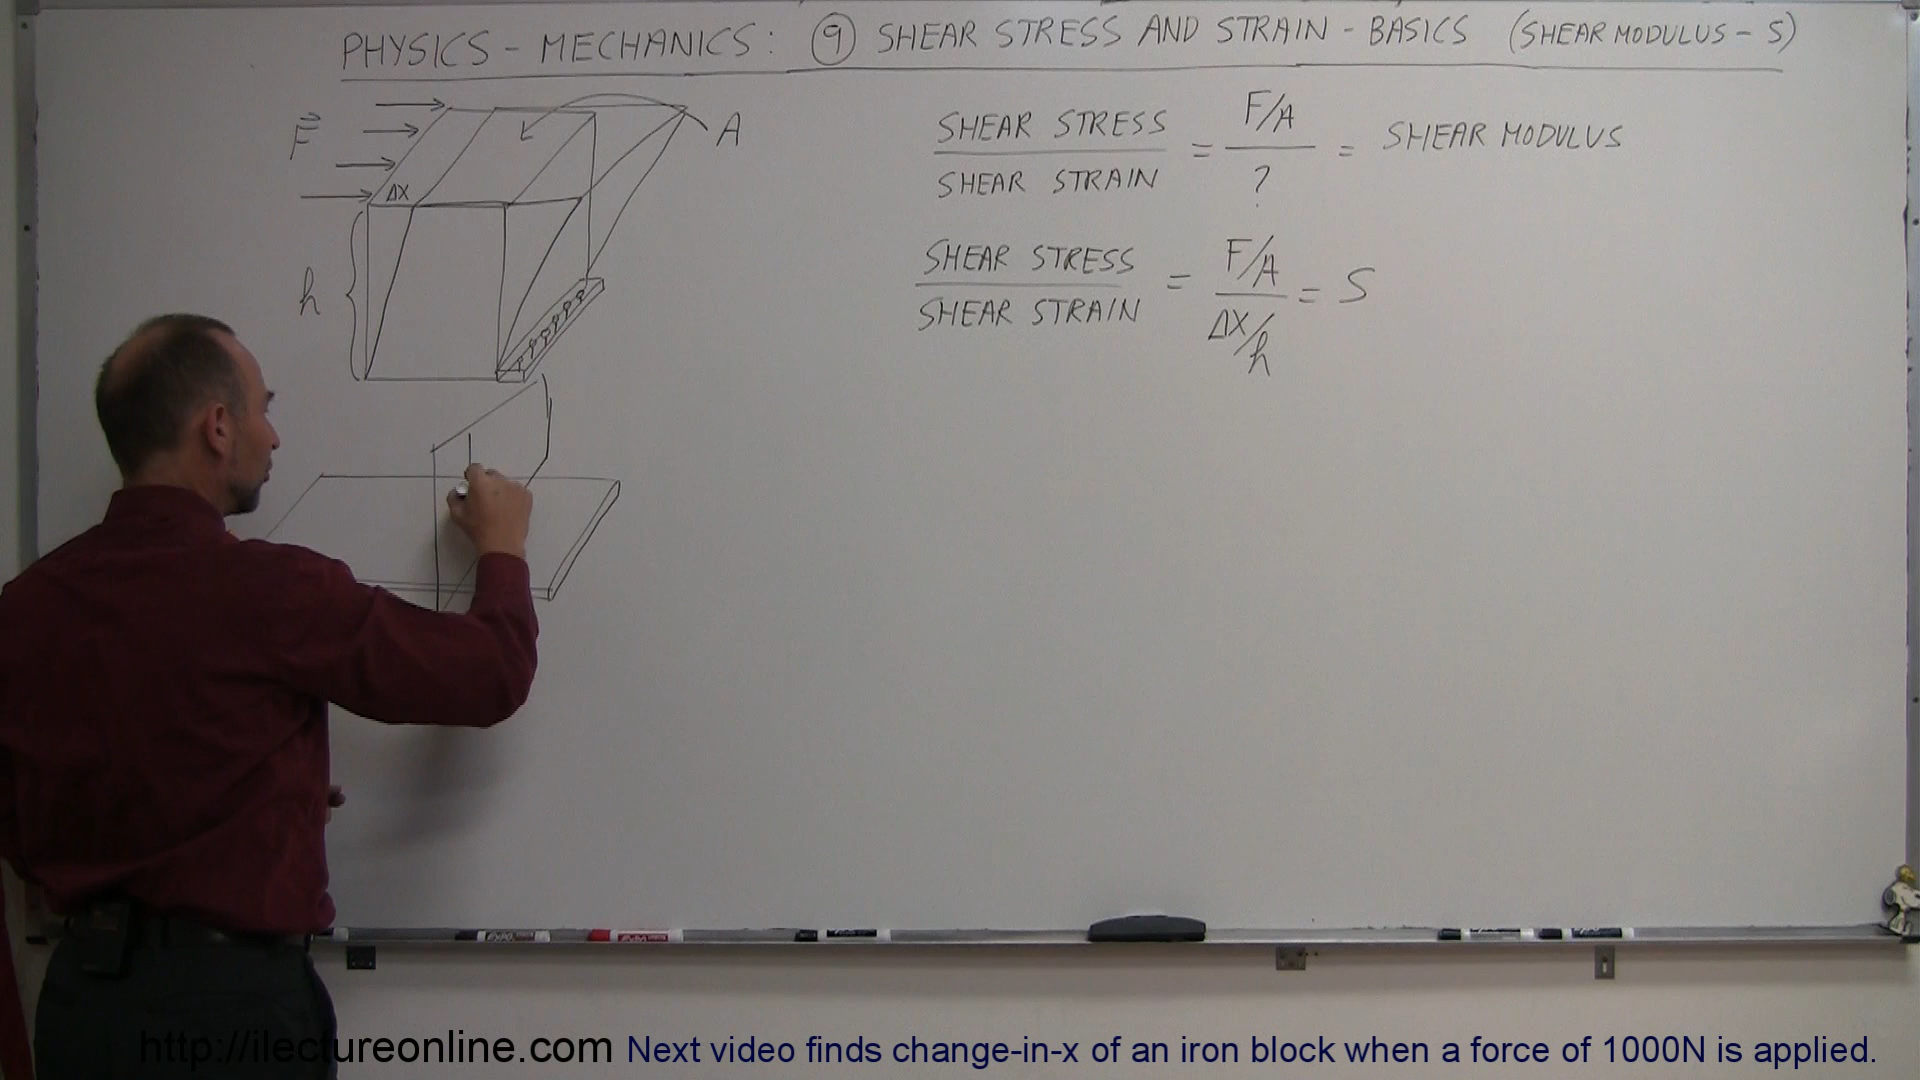 PHYSICS - MECHANICS: ⑨ SHEAR STRESS AND STRAIN - BASICS (SHEAR MODULUS - S)
F
A
ΔX
h
SHEAR STRESS / SHEAR STRAIN = F/A / ? = SHEAR MODULUS
SHEAR STRESS / SHEAR STRAIN = F/A / ΔX/h = S
http://ilectureonline.com Next video finds change-in-x of an iron block when a force of 1000N is applied.